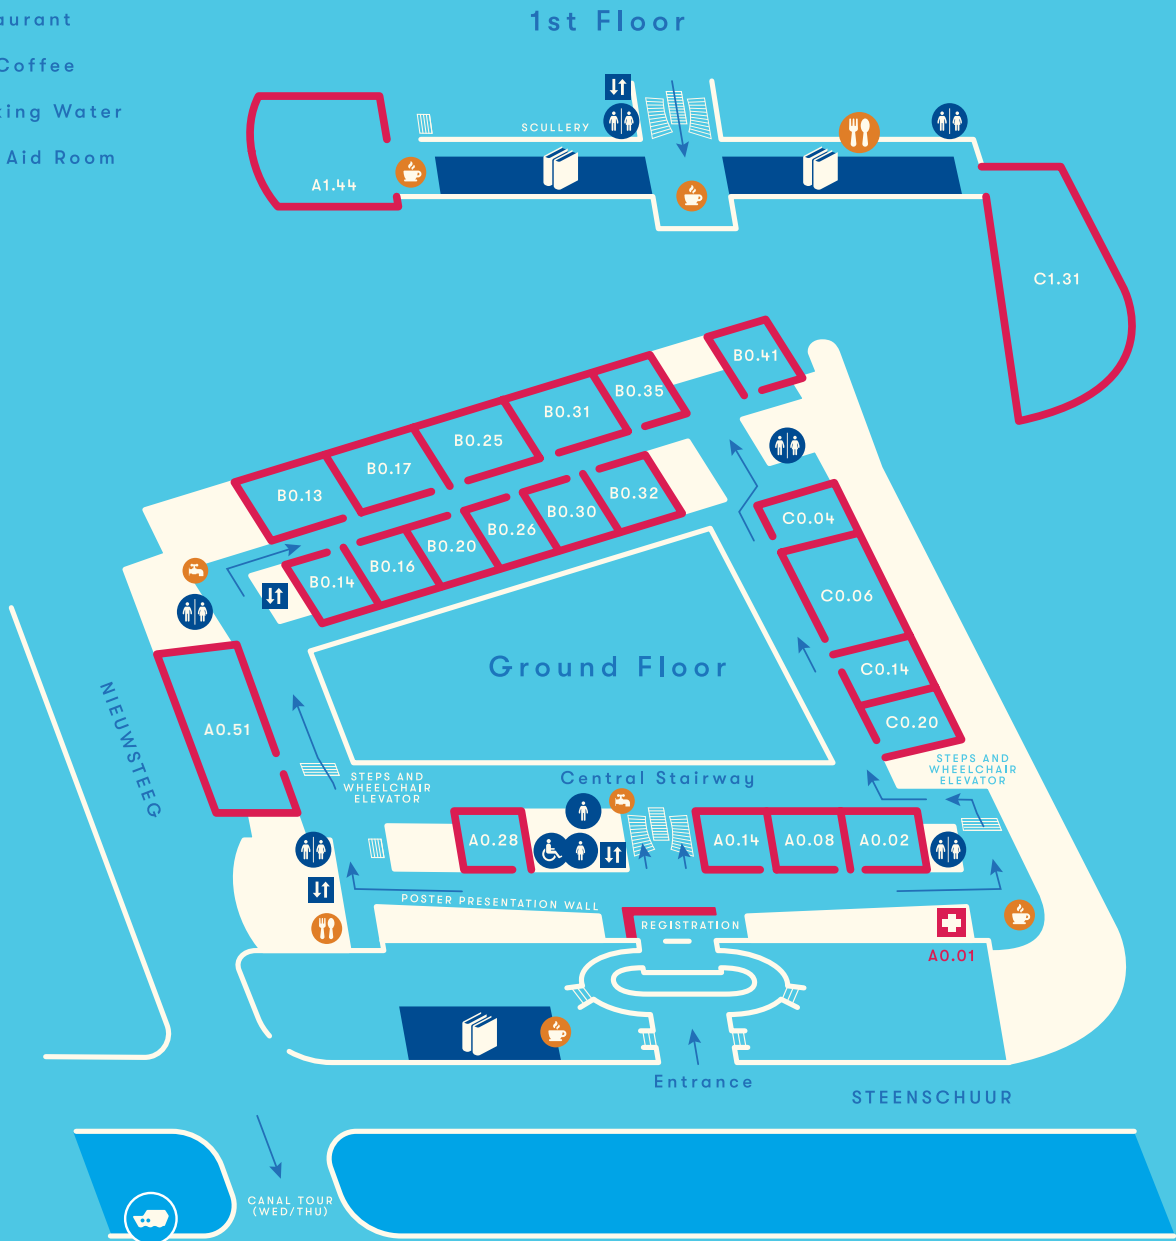 1st Floor
Coffee
Water
Aid Room
SCULLERY
A1.44
C1.31
B0.41
B0.35
B0.31
B0.25
B0.17
B0.13
B0.32
B0.30
B0.26
B0.20
B0.16
B0.14
C0.04
C0.06
C0.14
C0.20
Ground Floor
NIEUWSTEEG
A0.51
STEPS AND
WHEELCHAIR
ELEVATOR
Central Stairway
STEPS AND
WHEELCHAIR
ELEVATOR
A0.28
A0.14
A0.08
A0.02
POSTER PRESENTATION WALL
REGISTRATION
A0.01
Entrance
STEENSCHUUR
CANAL TOUR
(WED/THU)